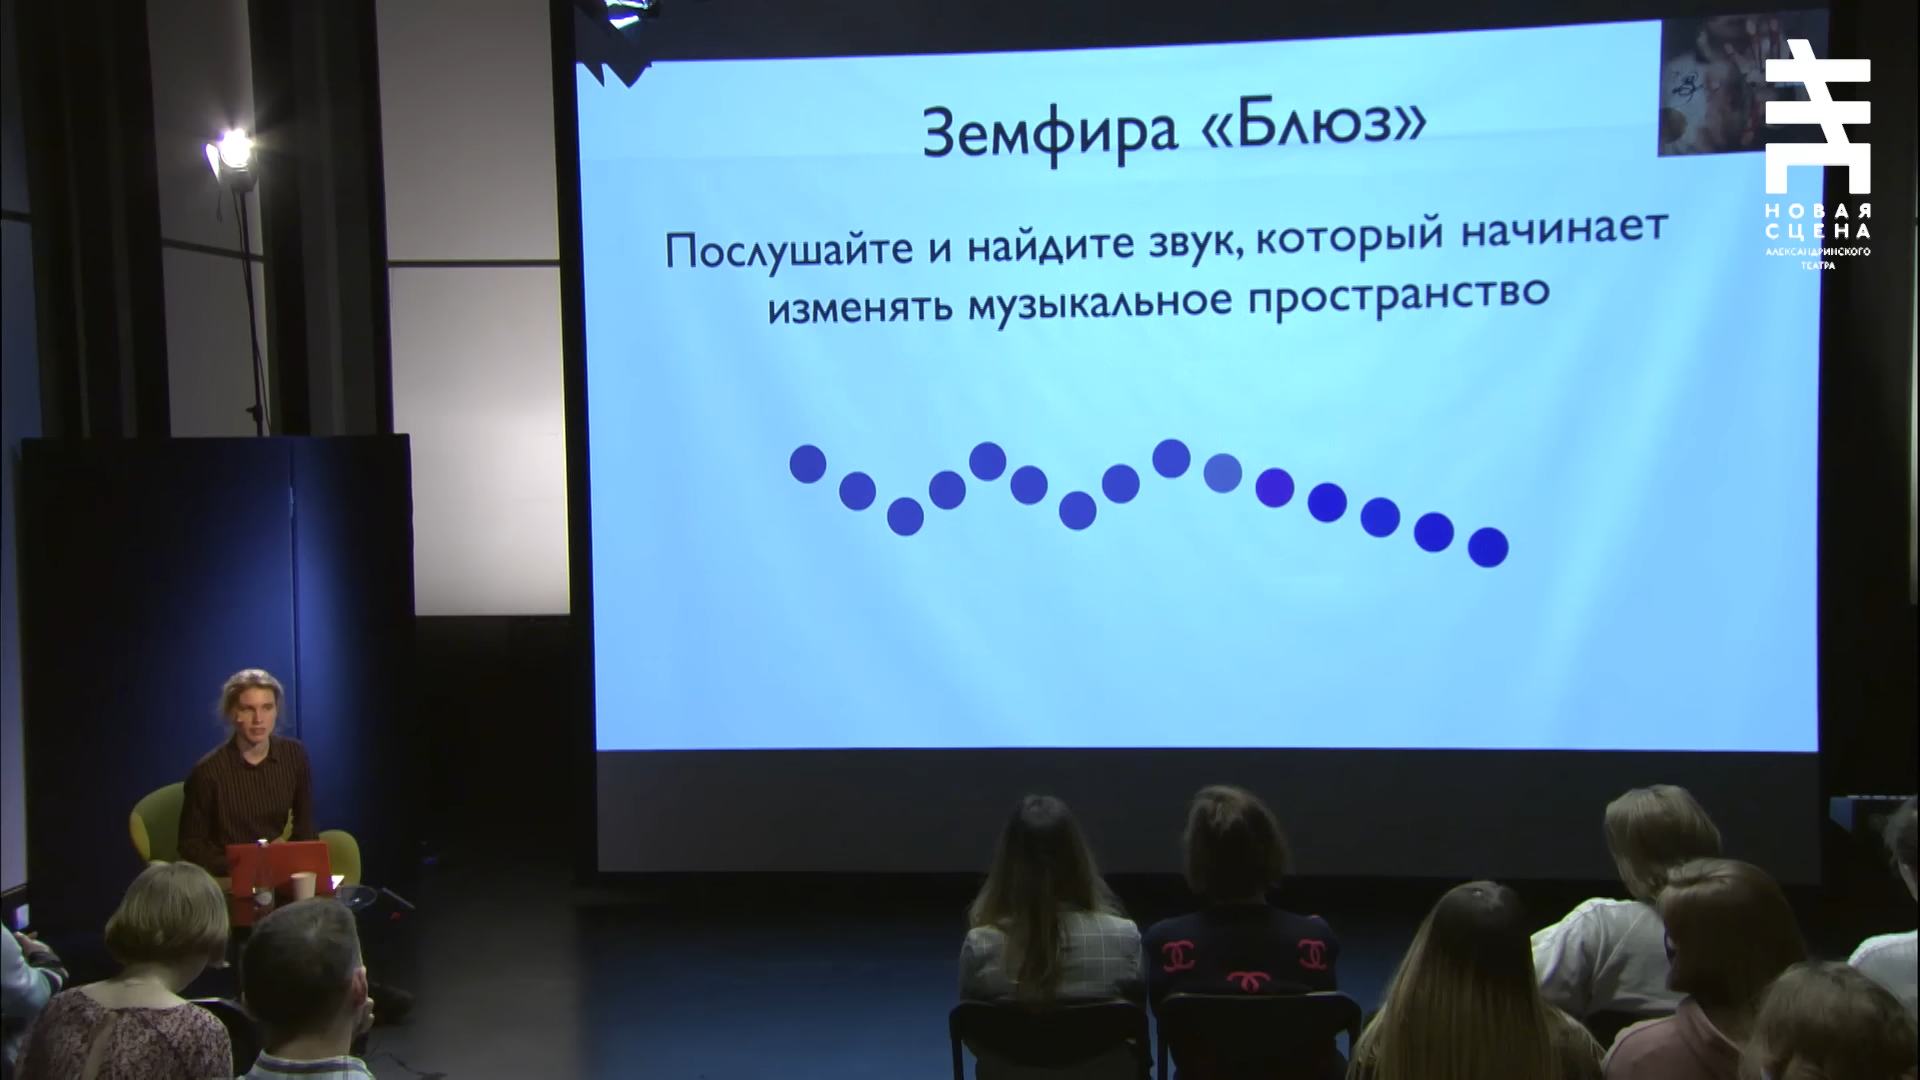 Земфира «Блюз»
Послушайте и найдите звук, который начинает
изменять музыкальное пространство
НОВАЯ
СЦЕНА
АЛЕКСАНДРИНСКОГО
ТЕАТРА